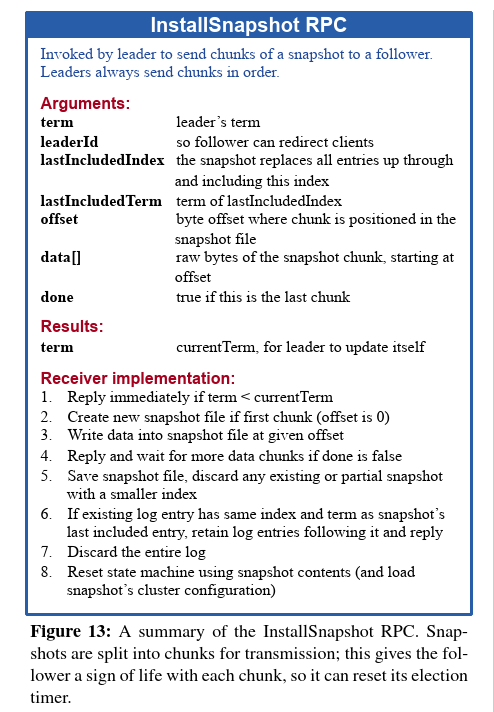 InstallSnapshot RPC
Invoked by leader to send chunks of a snapshot to a follower.
Leaders always send chunks in order.
Arguments:
term leader's term
leaderId so follower can redirect clients
lastIncludedIndex the snapshot replaces all entries up through
and including this index
lastIncludedTerm term of lastIncludedIndex
offset byte offset where chunk is positioned in the
snapshot file
data[] raw bytes of the snapshot chunk, starting at
offset
done true if this is the last chunk
Results:
term currentTerm, for leader to update itself
Receiver implementation:
1. Reply immediately if term < currentTerm
2. Create new snapshot file if first chunk (offset is 0)
3. Write data into snapshot file at given offset
4. Reply and wait for more data chunks if done is false
5. Save snapshot file, discard any existing or partial snapshot
with a smaller index
6. If existing log entry has same index and term as snapshot's
last included entry, retain log entries following it and reply
7. Discard the entire log
8. Reset state machine using snapshot contents (and load
snapshot's cluster configuration)
Figure 13: A summary of the InstallSnapshot RPC. Snap-
shots are split into chunks for transmission; this gives the fol-
lower a sign of life with each chunk, so it can reset its election
timer.